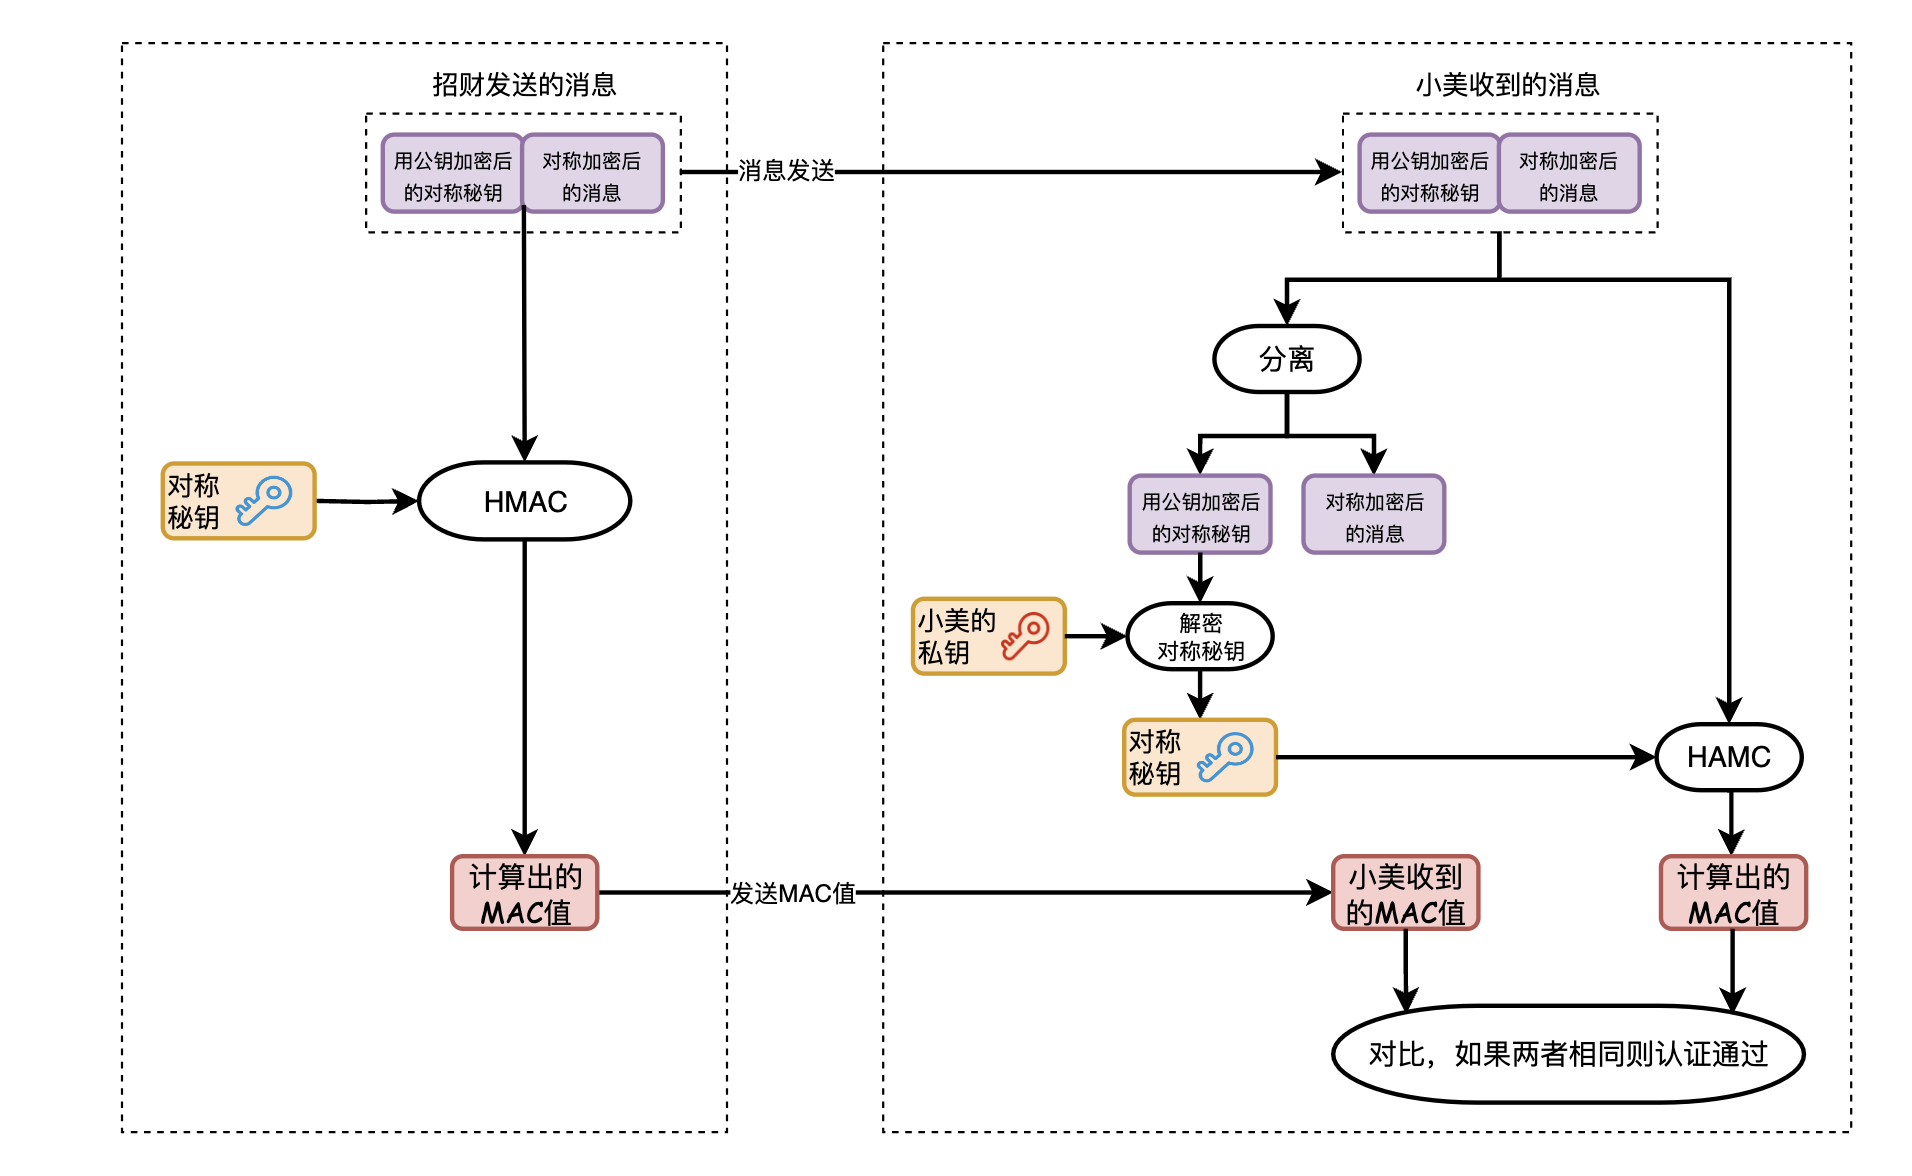 招财发送的消息
用公钥加密后
的对称秘钥
对称加密后
的消息
消息发送
对称
秘钥
HMAC
计算出的
MAC值
发送MAC值
小美收到的消息
用公钥加密后
的对称秘钥
对称加密后
的消息
分离
用公钥加密后
的对称秘钥
对称加密后
的消息
小美的
私钥
解密
对称秘钥
对称
秘钥
HAMC
小美收到
的MAC值
计算出的
MAC值
对比，如果两者相同则认证通过